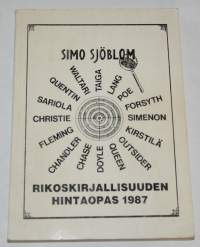 SIMO SJÖBLOM
TAIGA
LANG
POE
FORSYTH
SIMENON
KIRSTILÄ
OUTSIDER
QUEEN
DOYLE
CHASE
CHANDLER
FLEMING
CHRISTIE
SARIOLA
QUENTIN
WALTARI
RIKOSKIRJALLISUUDEN
HINTAOPAS 1987